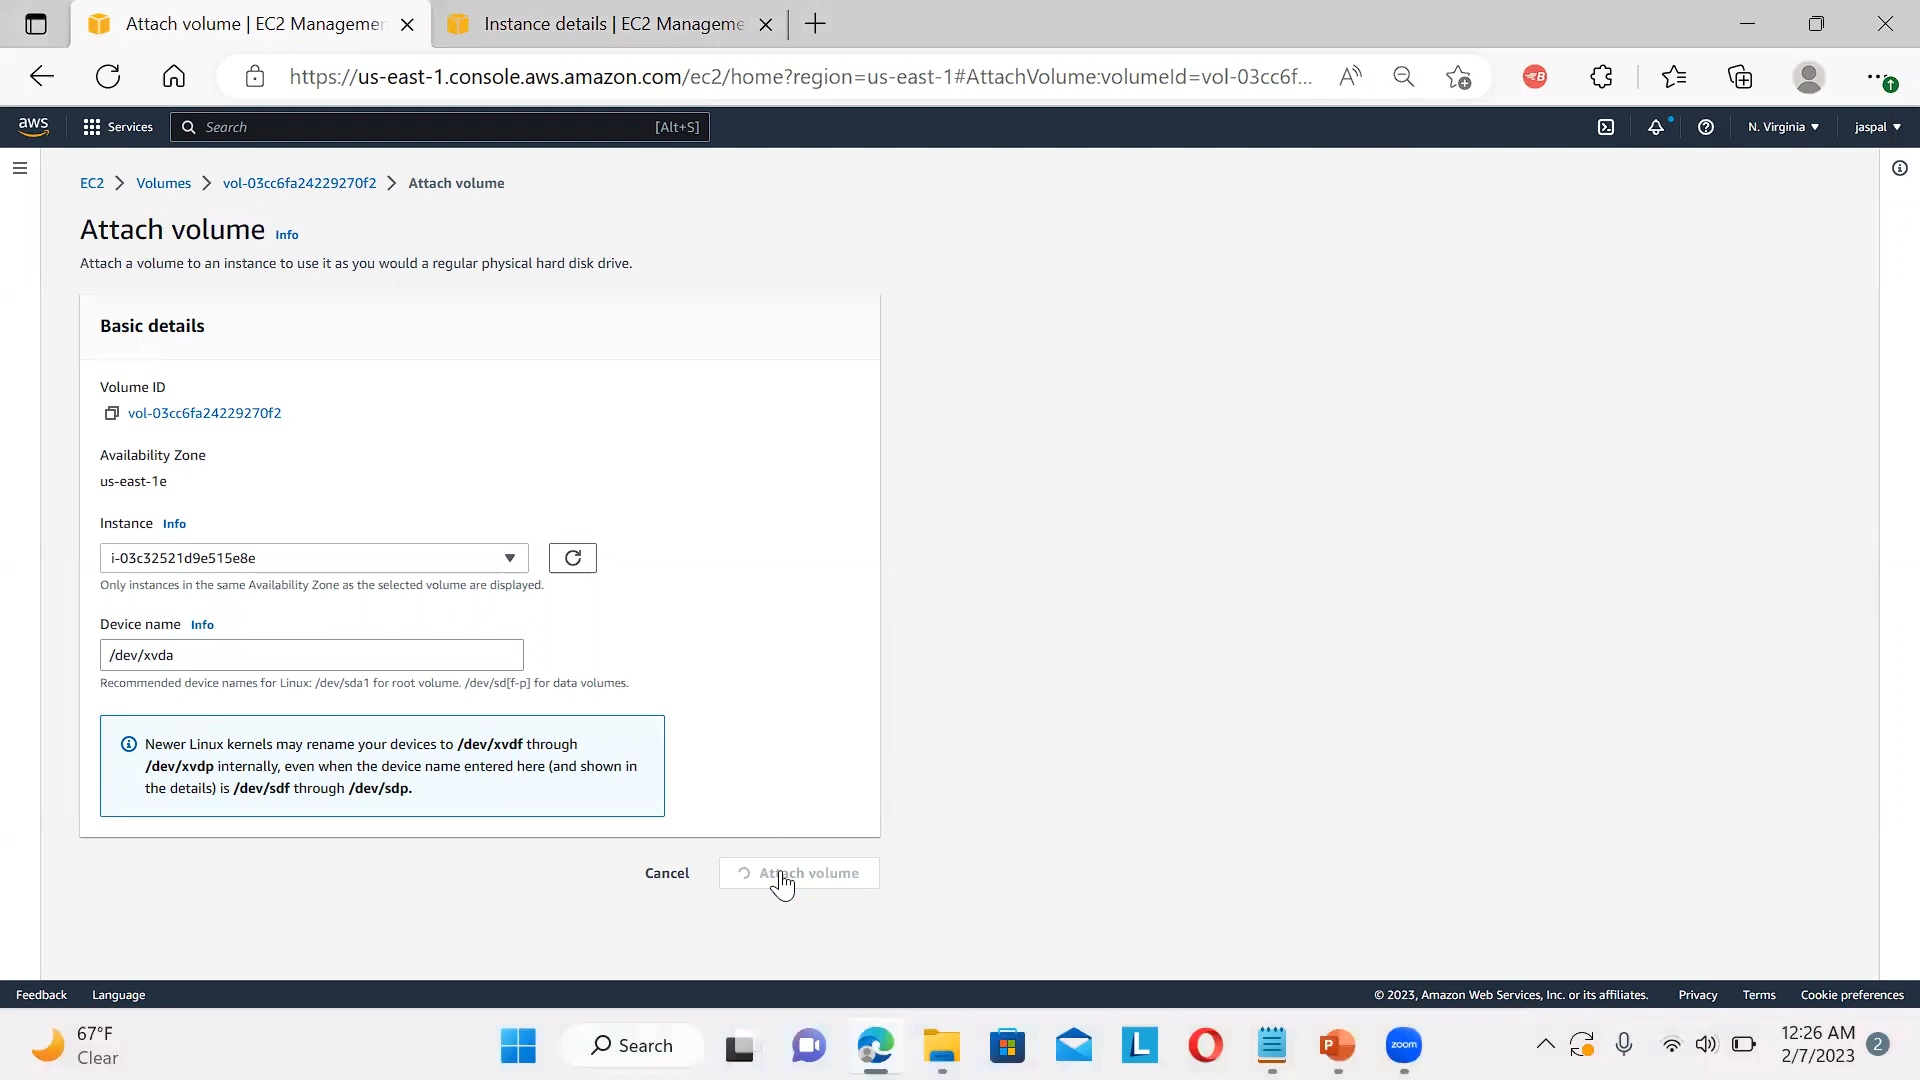 Attach volume | EC2 Managemen
Instance details | EC2 Manageme
https://us-east-1.console.aws.amazon.com/ec2/home?region=us-east-1#AttachVolume:volumeId=vol-03cc6f...
aws
Services
Search
[Alt+S]
N. Virginia
jaspal
EC2
Volumes
vol-03cc6fa24229270f2
Attach volume
Attach volume Info
Attach a volume to an instance to use it as you would a regular physical hard disk drive.
Basic details
Volume ID
vol-03cc6fa24229270f2
Availability Zone
us-east-1e
Instance Info
i-03c32521d9e515e8e
Only instances in the same Availability Zone as the selected volume are displayed.
Device name Info
/dev/xvda
Recommended device names for Linux: /dev/sda1 for root volume. /dev/sd[f-p] for data volumes.
Newer Linux kernels may rename your devices to /dev/xvdf through
/dev/xvdp internally, even when the device name entered here (and shown in
the details) is /dev/sdf through /dev/sdp.
Cancel
Attach volume
Feedback
Language
© 2023, Amazon Web Services, Inc. or its affiliates.
Privacy
Terms
Cookie preferences
67°F
Clear
Search
L
P
zoom
12:26 AM
2/7/2023
2